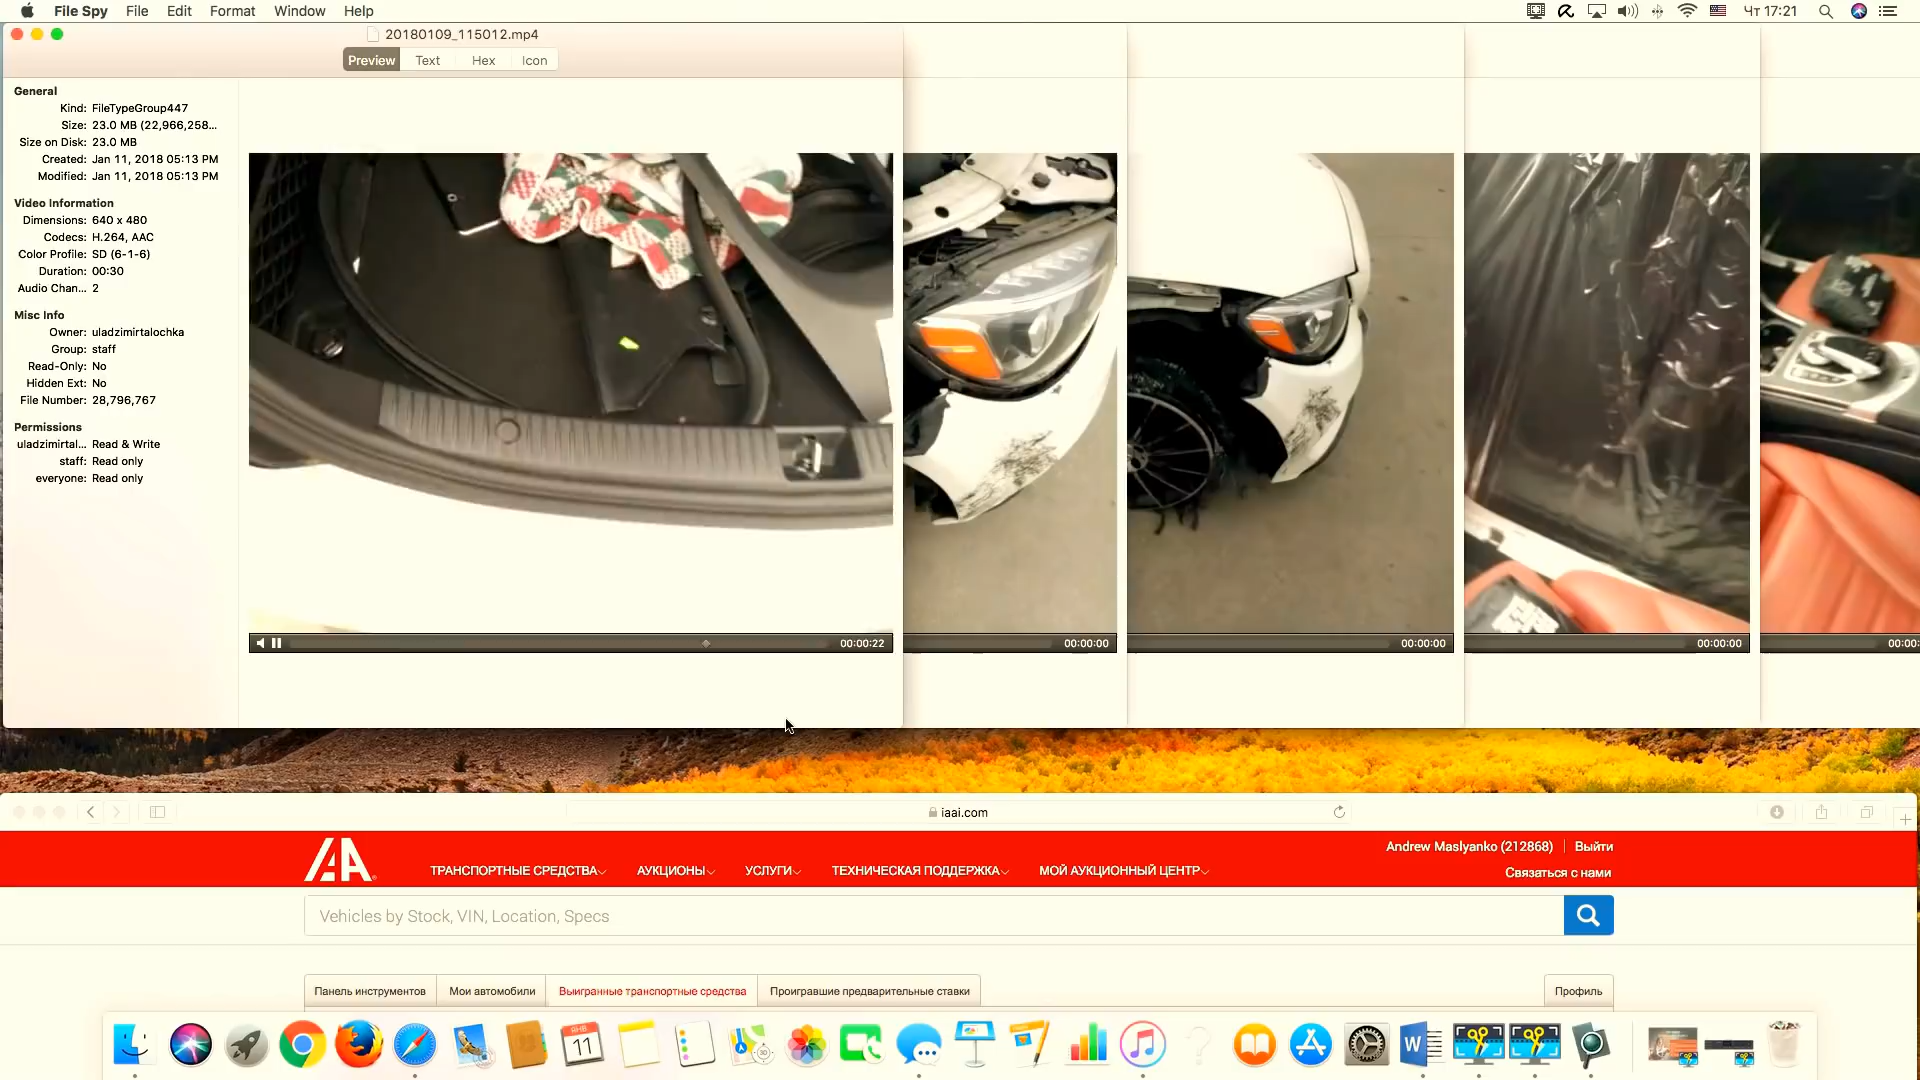 File Spy File Edit Format Window Help Чт 17:21
20180109_115012.mp4
Preview Text Hex Icon
General
Kind: FileTypeGroup447
Size: 23.0 MB (22,966,258...
Size on Disk: 23.0 MB
Created: Jan 11, 2018 05:13 PM
Modified: Jan 11, 2018 05:13 PM
Video Information
Dimensions: 640 x 480
Codecs: H.264, AAC
Color Profile: SD (6-1-6)
Duration: 00:30
Audio Chan... 2
Misc Info
Owner: uladzimirtalochka
Group: staff
Read-Only: No
Hidden Ext: No
File Number: 28,796,767
Permissions
uladzimirtal... Read & Write
staff: Read only
everyone: Read only
00:00:22 00:00:00 00:00:00 00:00:00 00:00:
iaai.com
IAA
Andrew Maslyanko (212868) Выйти
ТРАНСПОРТНЫЕ СРЕДСТВА АУКЦИОНЫ УСЛУГИ ТЕХНИЧЕСКАЯ ПОДДЕРЖКА МОЙ АУКЦИОННЫЙ ЦЕНТР
Связаться с нами
Vehicles by Stock, VIN, Location, Specs
Панель инструментов Мои автомобили Выигранные транспортные средства Проигравшие предварительные ставки Профиль
ЯНВ
11
3D
W